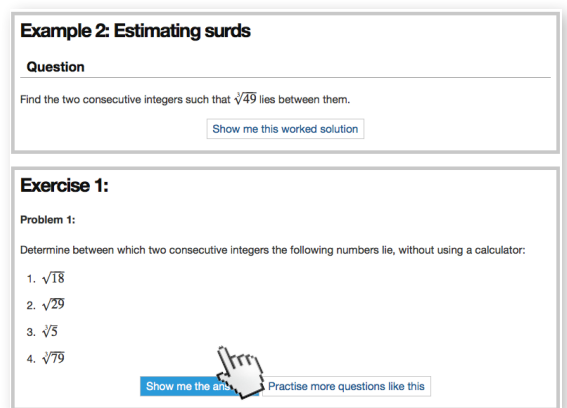 Example 2: Estimating surds
Question
Find the two consecutive integers such that ∛49 lies between them.
Show me this worked solution
Exercise 1:
Problem 1:
Determine between which two consecutive integers the following numbers lie, without using a calculator:
1. √18
2. √29
3. ∛5
4. ∛79
Show me the Practise more questions like this